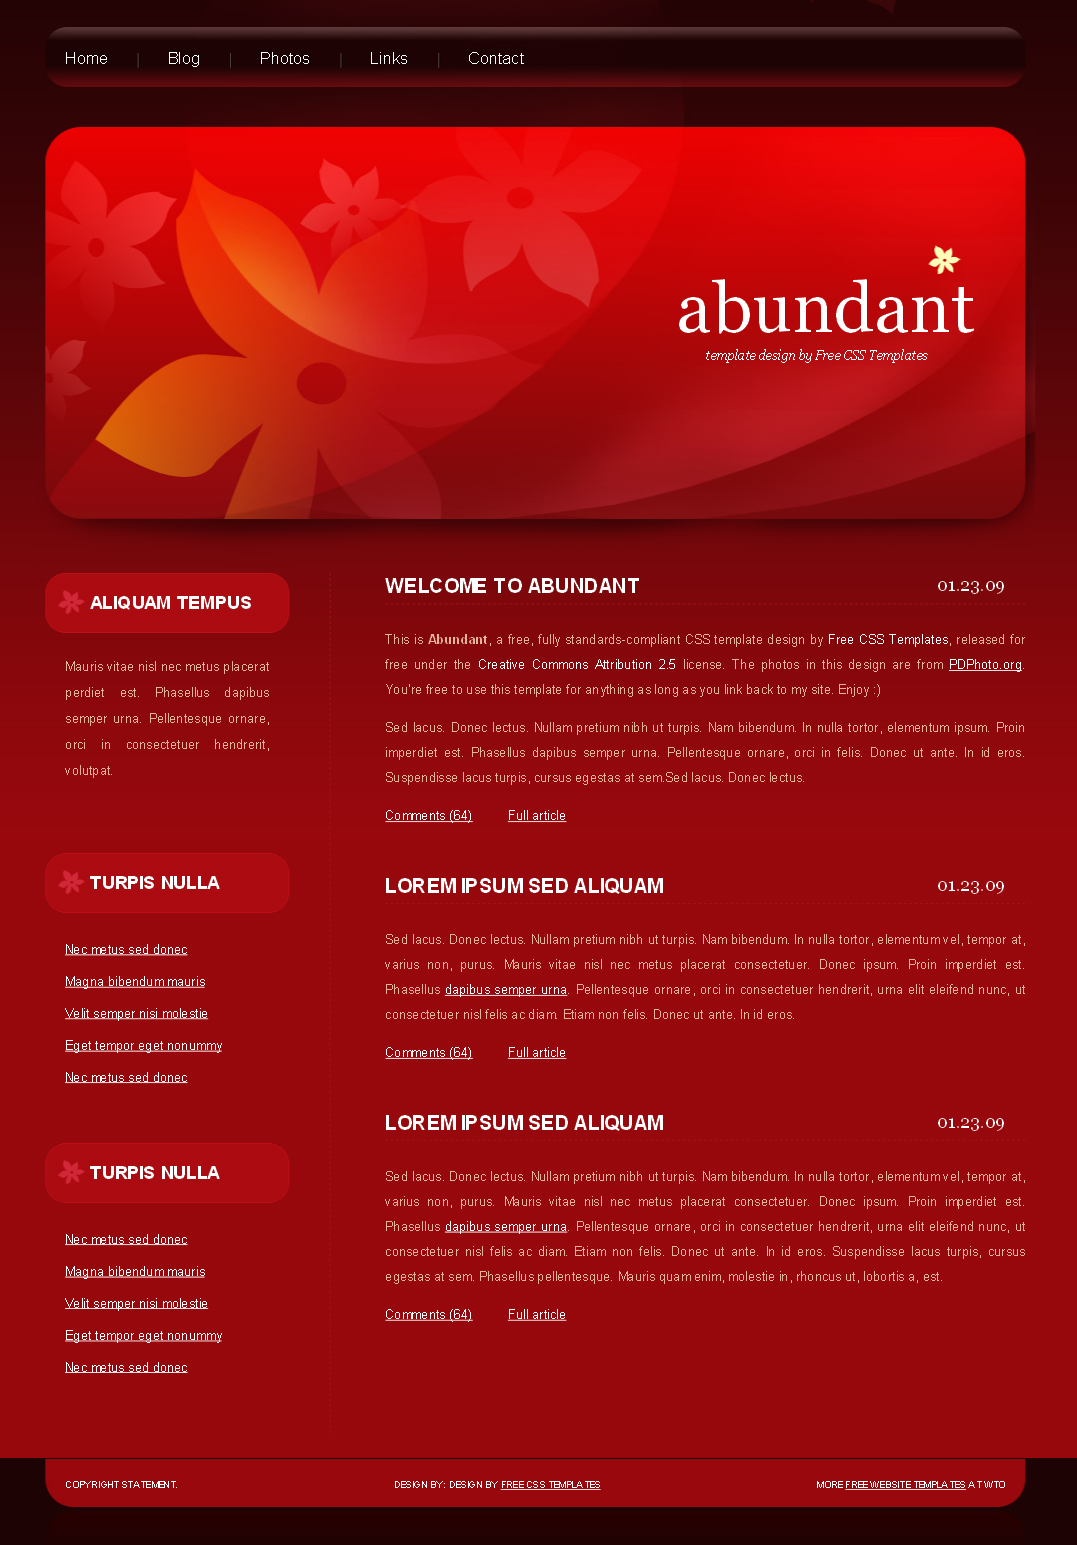 Home | Blog | Photos | Links | Contact
abundant
template design by Free CSS Templates
ALIQUAM TEMPUS
Mauris vitae nisl nec metus placerat
perdiet est. Phasellus dapibus
semper urna. Pellentesque ornare,
orci in consectetuer hendrerit,
volutpat.
TURPIS NULLA
Nec metus sed donec
Magna bibendum mauris
Velit semper nisi molestie
Eget tempor eget nonummy
Nec metus sed donec
TURPIS NULLA
Nec metus sed donec
Magna bibendum mauris
Velit semper nisi molestie
Eget tempor eget nonummy
Nec metus sed donec
WELCOME TO ABUNDANT 01.23.09
This is Abundant, a free, fully standards-compliant CSS template design by Free CSS Templates, released for
free under the Creative Commons Attribution 2.5 license. The photos in this design are from PDPhoto.org.
You're free to use this template for anything as long as you link back to my site. Enjoy :)
Sed lacus. Donec lectus. Nullam pretium nibh ut turpis. Nam bibendum. In nulla tortor, elementum ipsum. Proin
imperdiet est. Phasellus dapibus semper urna. Pellentesque ornare, orci in felis. Donec ut ante. In id eros.
Suspendisse lacus turpis, cursus egestas at sem.Sed lacus. Donec lectus.
Comments (64) Full article
LOREM IPSUM SED ALIQUAM 01.23.09
Sed lacus. Donec lectus. Nullam pretium nibh ut turpis. Nam bibendum. In nulla tortor, elementum vel, tempor at,
varius non, purus. Mauris vitae nisl nec metus placerat consectetuer. Donec ipsum. Proin imperdiet est.
Phasellus dapibus semper urna. Pellentesque ornare, orci in consectetuer hendrerit, urna elit eleifend nunc, ut
consectetuer nisl felis ac diam. Etiam non felis. Donec ut ante. In id eros.
Comments (64) Full article
LOREM IPSUM SED ALIQUAM 01.23.09
Sed lacus. Donec lectus. Nullam pretium nibh ut turpis. Nam bibendum. In nulla tortor, elementum vel, tempor at,
varius non, purus. Mauris vitae nisl nec metus placerat consectetuer. Donec ipsum. Proin imperdiet est.
Phasellus dapibus semper urna. Pellentesque ornare, orci in consectetuer hendrerit, urna elit eleifend nunc, ut
consectetuer nisl felis ac diam. Etiam non felis. Donec ut ante. In id eros. Suspendisse lacus turpis, cursus
egestas at sem. Phasellus pellentesque. Mauris quam enim, molestie in, rhoncus ut, lobortis a, est.
Comments (64) Full article
COPYRIGHT STATEMENT. DESIGN BY: DESIGN BY FREE CSS TEMPLATES MORE FREE WEBSITE TEMPLATES AT WTO